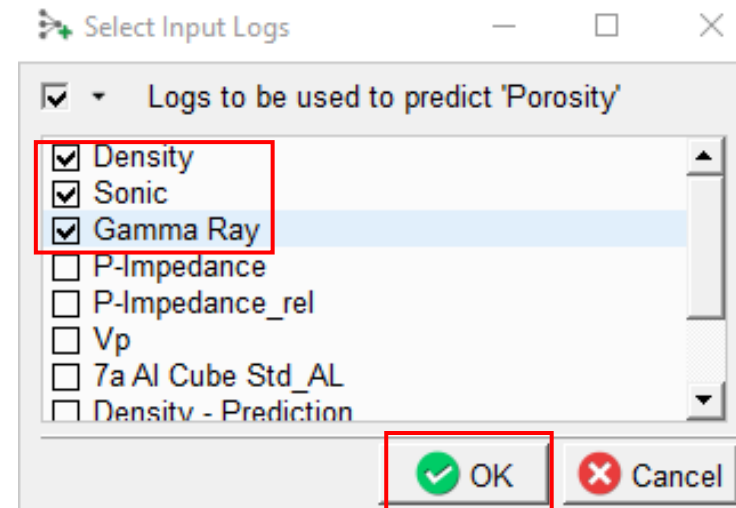 Select Input Logs
Logs to be used to predict 'Porosity'
Density
Sonic
Gamma Ray
P-Impedance
P-Impedance_rel
Vp
7a AI Cube Std_AL
Density - Prediction
OK
Cancel